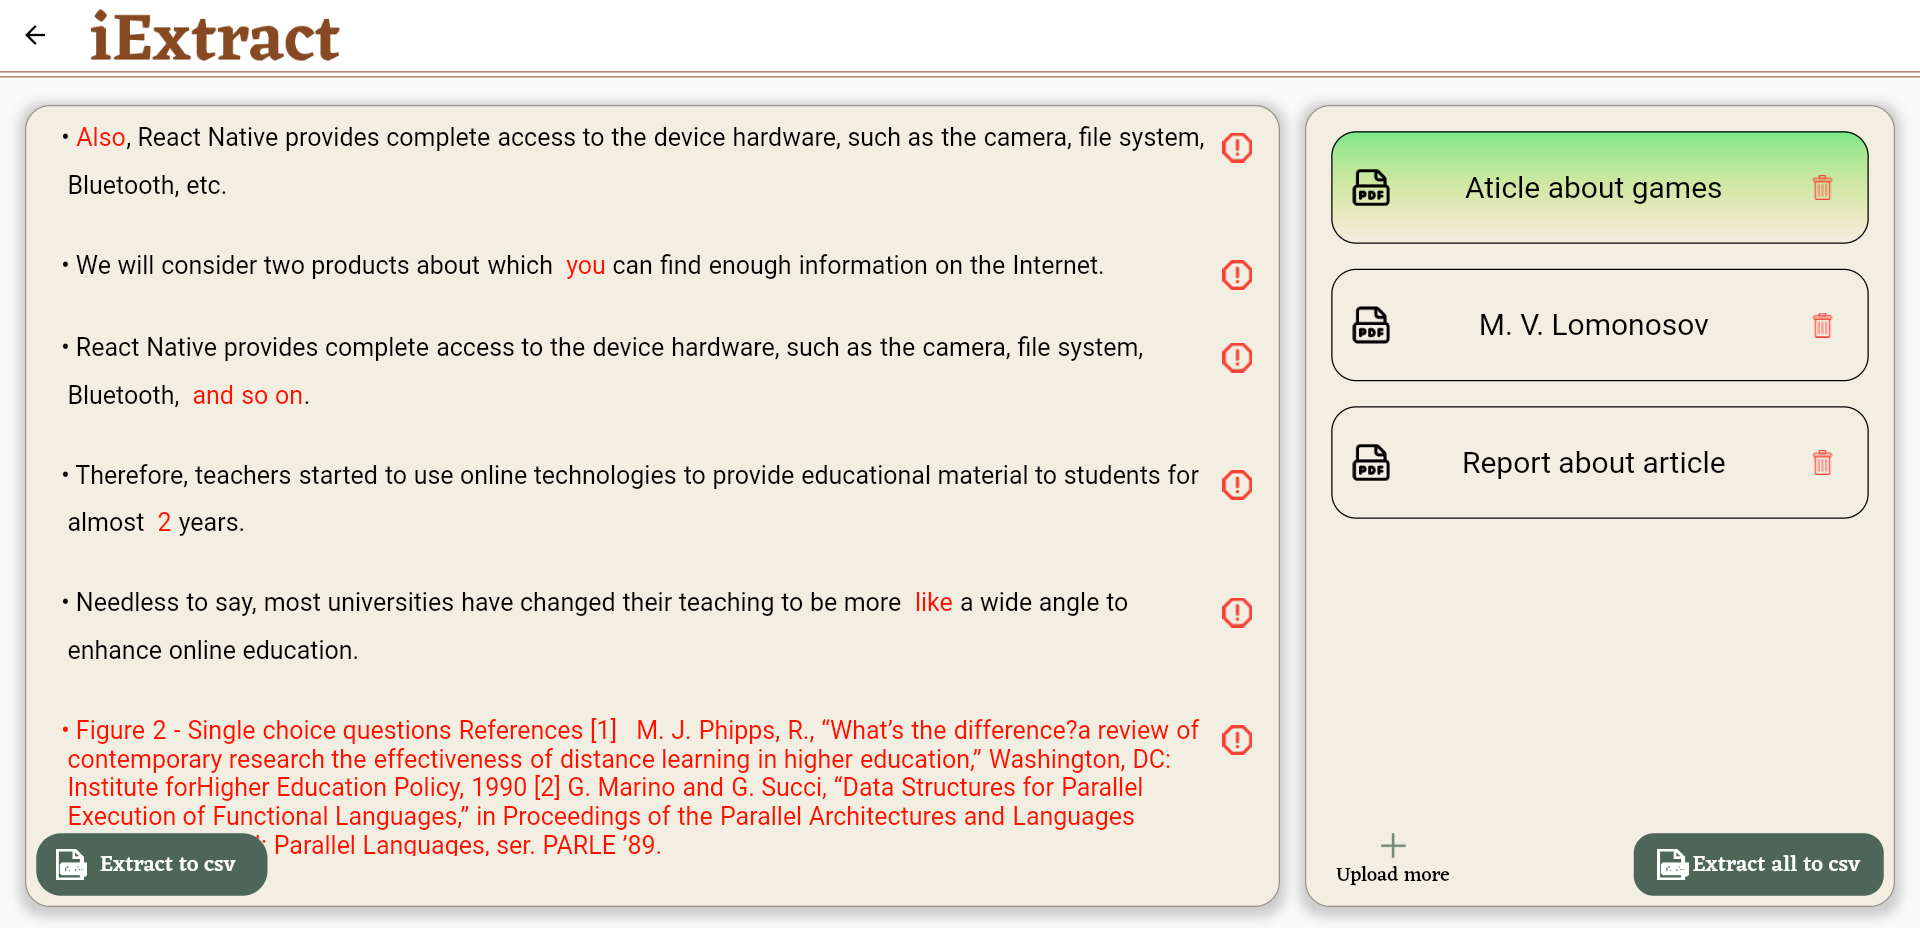 iExtract
• Also, React Native provides complete access to the device hardware, such as the camera, file system,
Bluetooth, etc.
• We will consider two products about which you can find enough information on the Internet.
• React Native provides complete access to the device hardware, such as the camera, file system,
Bluetooth, and so on.
• Therefore, teachers started to use online technologies to provide educational material to students for
almost 2 years.
• Needless to say, most universities have changed their teaching to be more like a wide angle to
enhance online education.
• Figure 2 - Single choice questions References [1] M. J. Phipps, R., “What’s the difference?a review of
contemporary research the effectiveness of distance learning in higher education,” Washington, DC:
Institute forHigher Education Policy, 1990 [2] G. Marino and G. Succi, “Data Structures for Parallel
Execution of Functional Languages,” in Proceedings of the Parallel Architectures and Languages
: Parallel Languages, ser. PARLE ’89.
Extract to csv
PDF
Aticle about games
PDF
M. V. Lomonosov
PDF
Report about article
Upload more
Extract all to csv